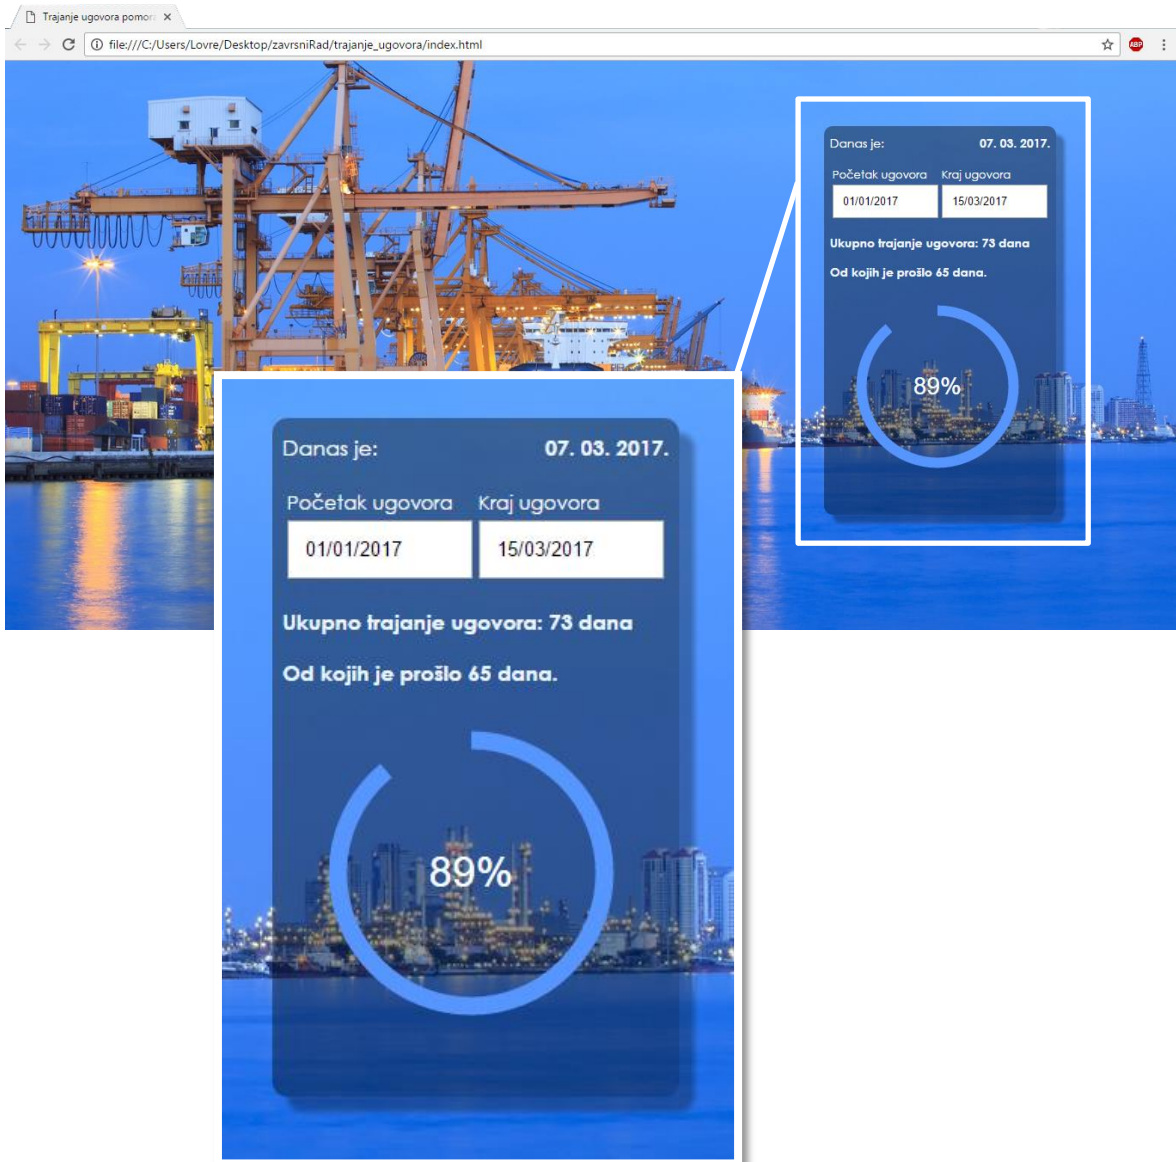 Trajanje ugovora pomor
file:///C:/Users/Lovre/Desktop/zavrsniRad/trajanje_ugovora/index.html
ABP
Danas je: 07. 03. 2017.
Početak ugovora Kraj ugovora
01/01/2017 15/03/2017
Ukupno trajanje ugovora: 73 dana
Od kojih je prošlo 65 dana.
89%
Danas je: 07. 03. 2017.
Početak ugovora Kraj ugovora
01/01/2017 15/03/2017
Ukupno trajanje ugovora: 73 dana
Od kojih je prošlo 65 dana.
89%